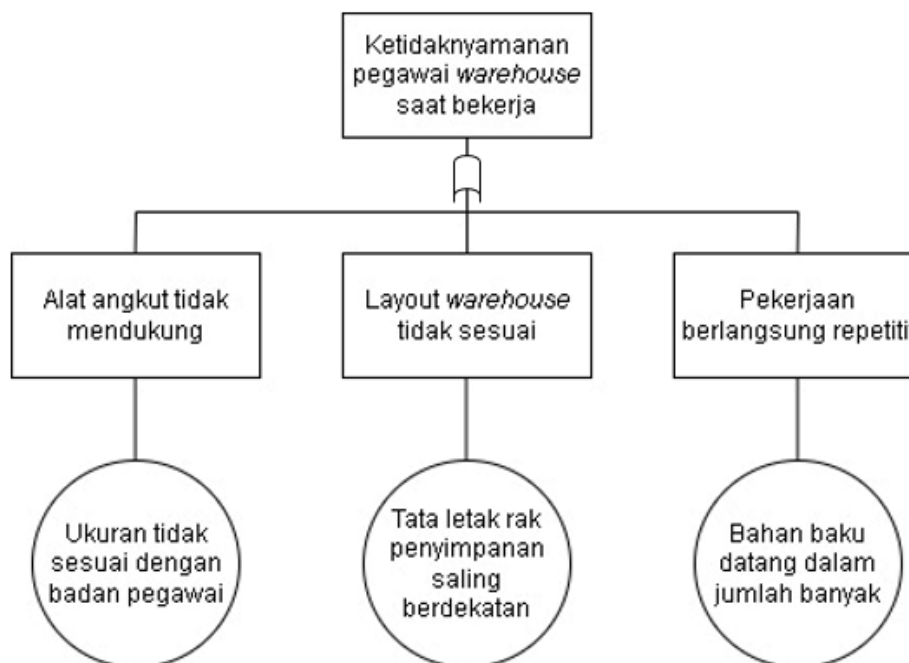 Ketidaknyamanan
pegawai warehouse
saat bekerja
Alat angkut tidak
mendukung
Layout warehouse
tidak sesuai
Pekerjaan
berlangsung repetiti
Ukuran tidak
sesuai dengan
badan pegawai
Tata letak rak
penyimpanan
saling
berdekatan
Bahan baku
datang dalam
jumlah banyak